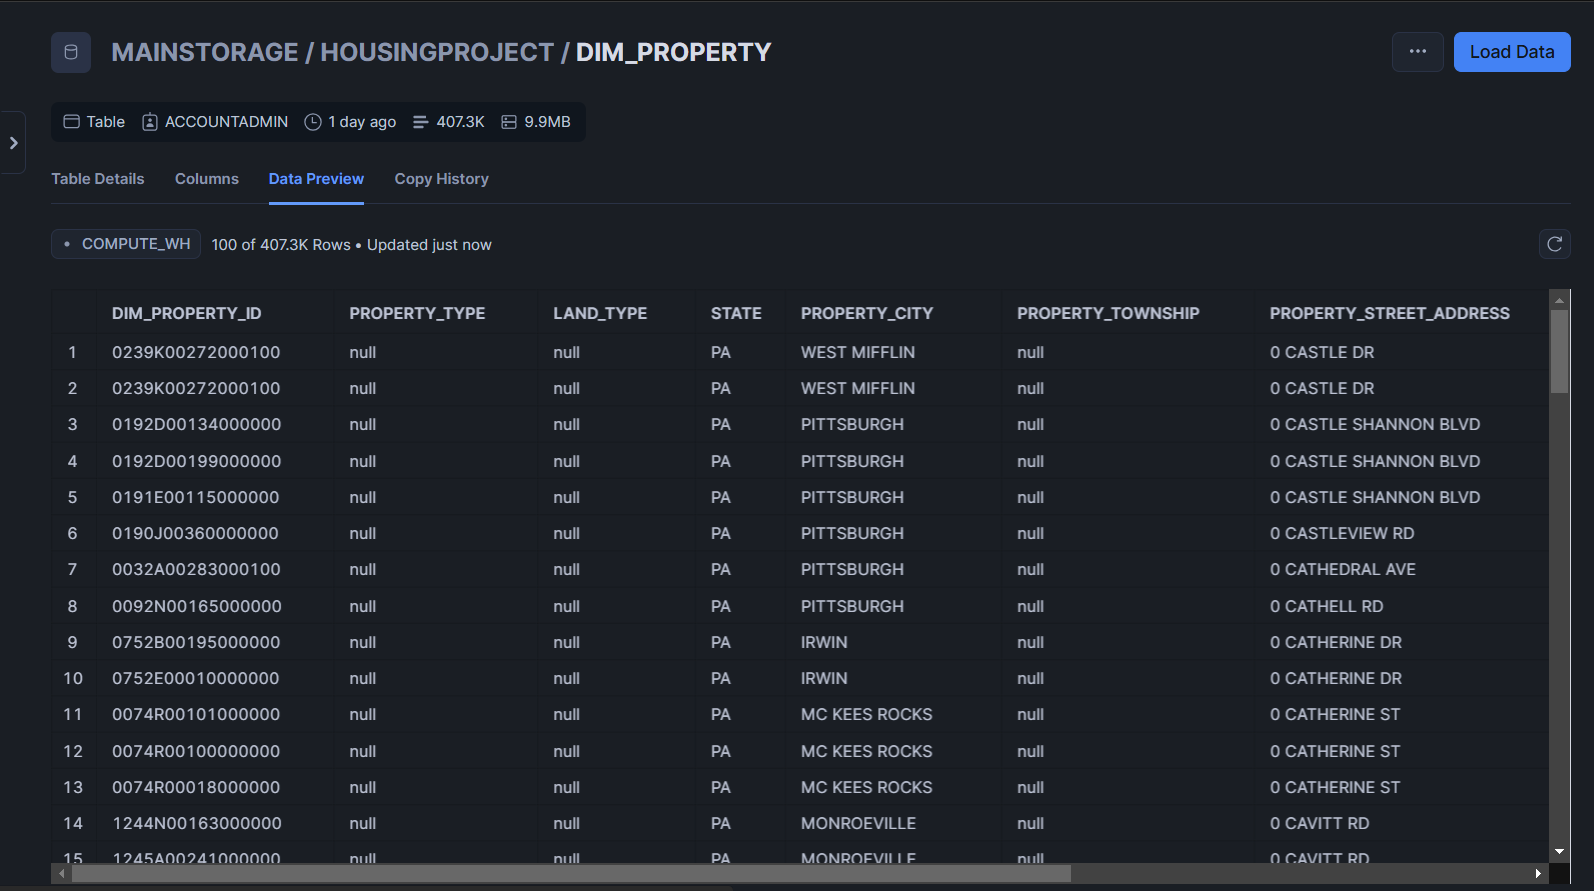 MAINSTORAGE / HOUSINGPROJECT / DIM_PROPERTY
... Load Data
Table ACCOUNTADMIN 1 day ago 407.3K 9.9MB
Table Details Columns Data Preview Copy History
• COMPUTE_WH 100 of 407.3K Rows • Updated just now
DIM_PROPERTY_ID PROPERTY_TYPE LAND_TYPE STATE PROPERTY_CITY PROPERTY_TOWNSHIP PROPERTY_STREET_ADDRESS
1 0239K00272000100 null null PA WEST MIFFLIN null 0 CASTLE DR
2 0239K00272000100 null null PA WEST MIFFLIN null 0 CASTLE DR
3 0192D00134000000 null null PA PITTSBURGH null 0 CASTLE SHANNON BLVD
4 0192D00199000000 null null PA PITTSBURGH null 0 CASTLE SHANNON BLVD
5 0191E00115000000 null null PA PITTSBURGH null 0 CASTLE SHANNON BLVD
6 0190J00360000000 null null PA PITTSBURGH null 0 CASTLEVIEW RD
7 0032A00283000100 null null PA PITTSBURGH null 0 CATHEDRAL AVE
8 0092N00165000000 null null PA PITTSBURGH null 0 CATHELL RD
9 0752B00195000000 null null PA IRWIN null 0 CATHERINE DR
10 0752E00010000000 null null PA IRWIN null 0 CATHERINE DR
11 0074R00101000000 null null PA MC KEES ROCKS null 0 CATHERINE ST
12 0074R00100000000 null null PA MC KEES ROCKS null 0 CATHERINE ST
13 0074R00018000000 null null PA MC KEES ROCKS null 0 CATHERINE ST
14 1244N00163000000 null null PA MONROEVILLE null 0 CAVITT RD
15 1245A00241000000 null null PA MONROEVILLE null 0 CAVITT RD